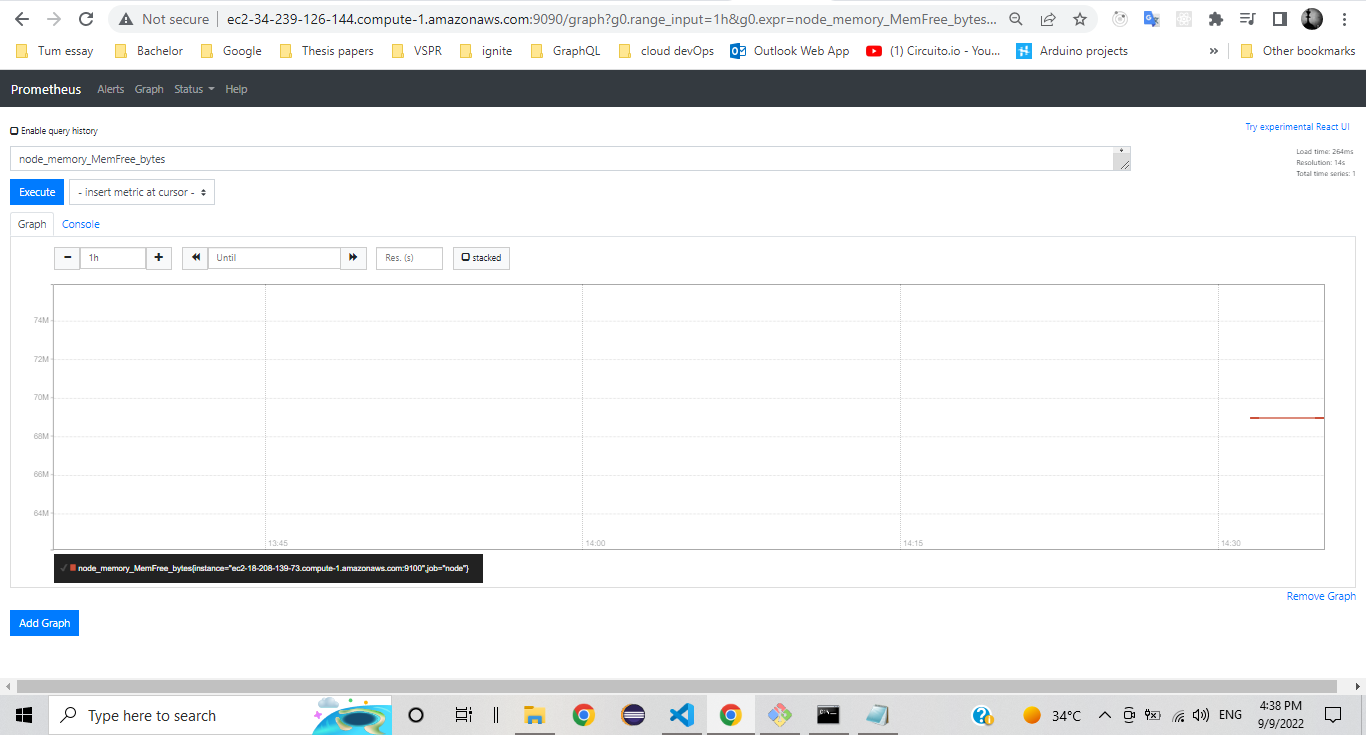 Not secure ec2-34-239-126-144.compute-1.amazonaws.com:9090/graph?g0.range_input=1h&g0.expr=node_memory_MemFree_bytes...
Tum essay Bachelor Google Thesis papers VSPR ignite GraphQL cloud devOps Outlook Web App (1) Circuito.io - You... Arduino projects » Other bookmarks
Prometheus Alerts Graph Status Help
Enable query history Try experimental React UI
node_memory_MemFree_bytes
Load time: 264ms
Resolution: 14s
Total time series: 1
Execute - insert metric at cursor -
Graph Console
− 1h + Until Res. (s) stacked
74M
72M
70M
68M
66M
64M
13:45 14:00 14:15 14:30
✓ node_memory_MemFree_bytes{instance="ec2-18-208-139-73.compute-1.amazonaws.com:9100",job="node"}
Remove Graph
Add Graph
Type here to search 34°C ENG 4:38 PM
9/9/2022